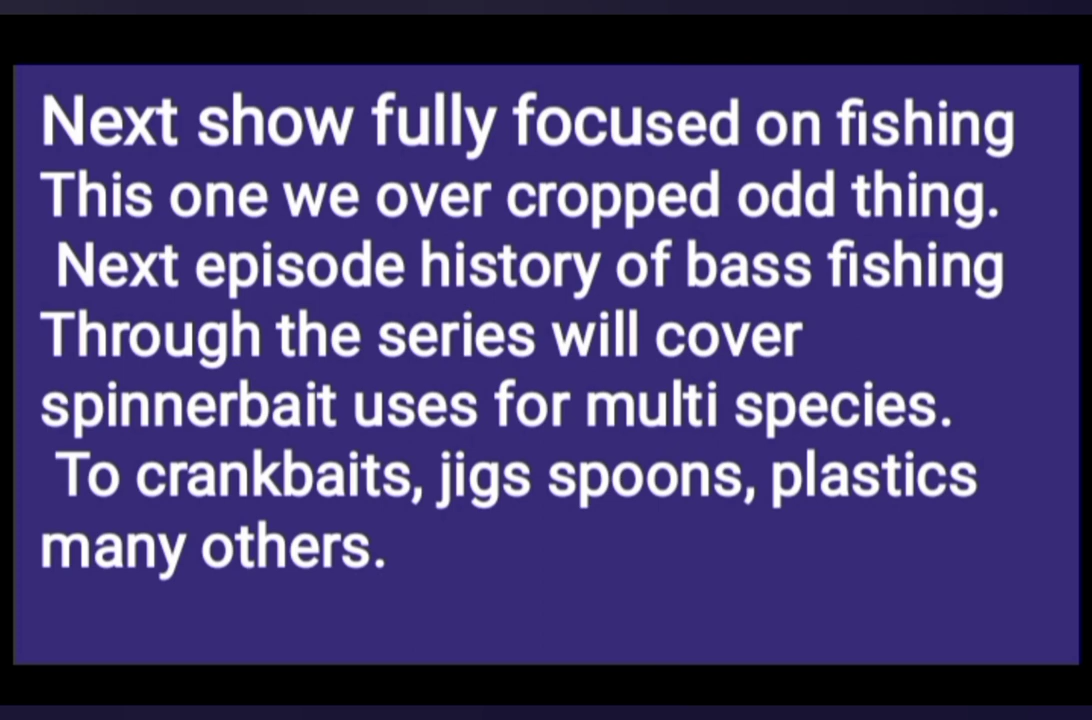 Next show fully focused on fishing
This one we over cropped odd thing.
Next episode history of bass fishing
Through the series will cover
spinnerbait uses for multi species.
To crankbaits, jigs spoons, plastics
many others.